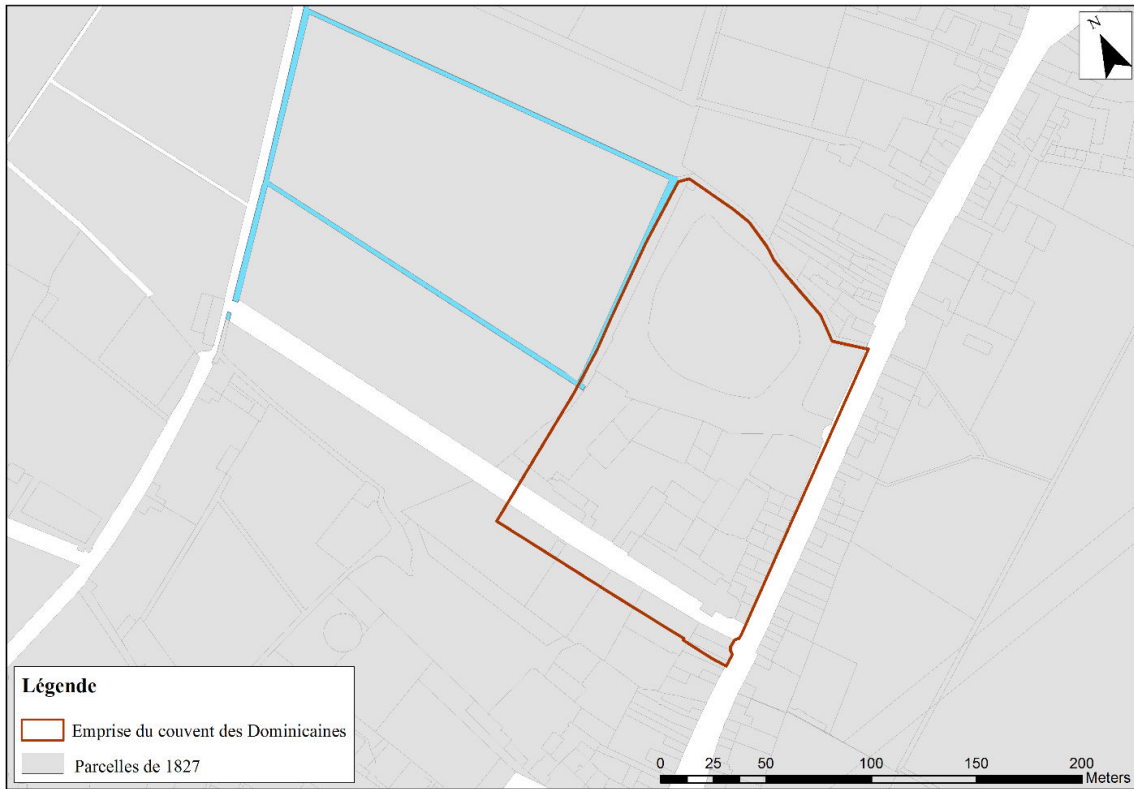 N
Légende
Emprise du couvent des Dominicaines
Parcelles de 1827
0 25 50 100 150 200
Meters